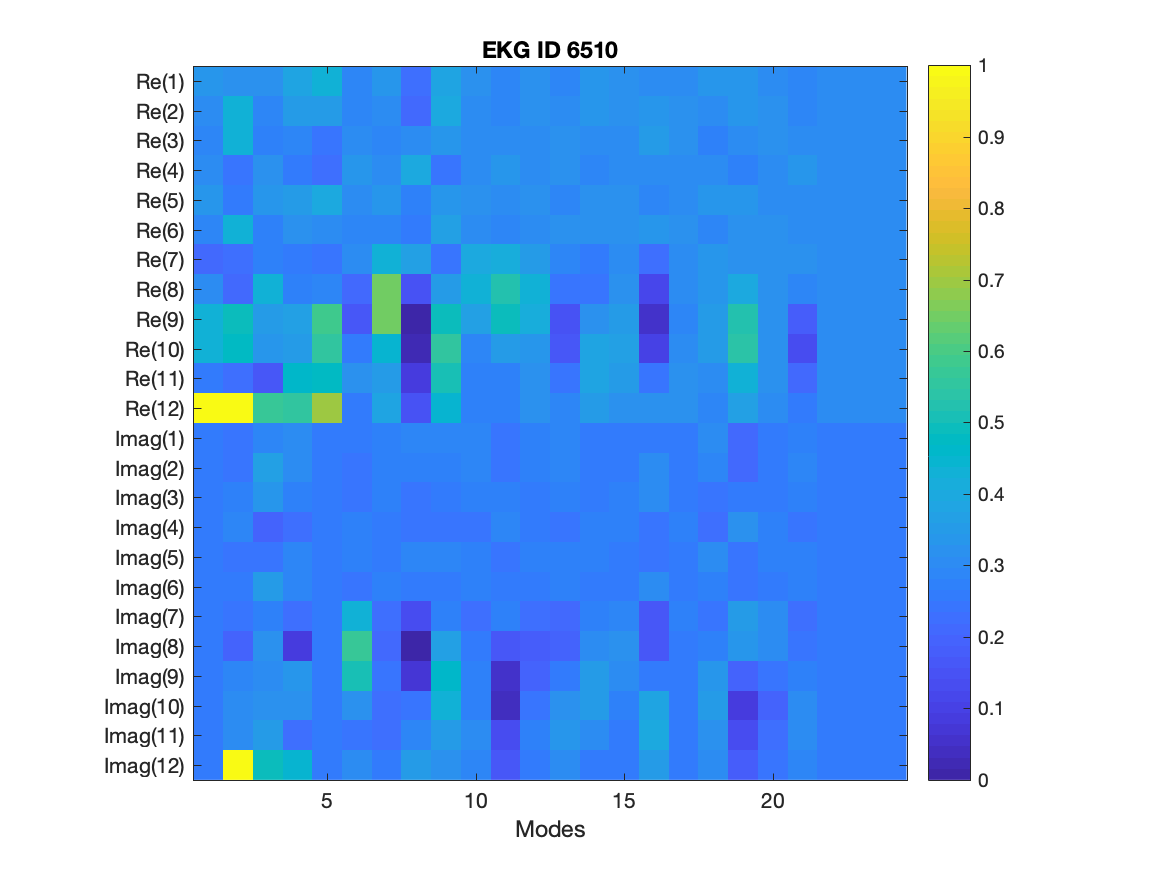 EKG ID 6510
Re(1)
Re(2)
Re(3)
Re(4)
Re(5)
Re(6)
Re(7)
Re(8)
Re(9)
Re(10)
Re(11)
Re(12)
Imag(1)
Imag(2)
Imag(3)
Imag(4)
Imag(5)
Imag(6)
Imag(7)
Imag(8)
Imag(9)
Imag(10)
Imag(11)
Imag(12)
5 10 15 20
Modes
1
0.9
0.8
0.7
0.6
0.5
0.4
0.3
0.2
0.1
0